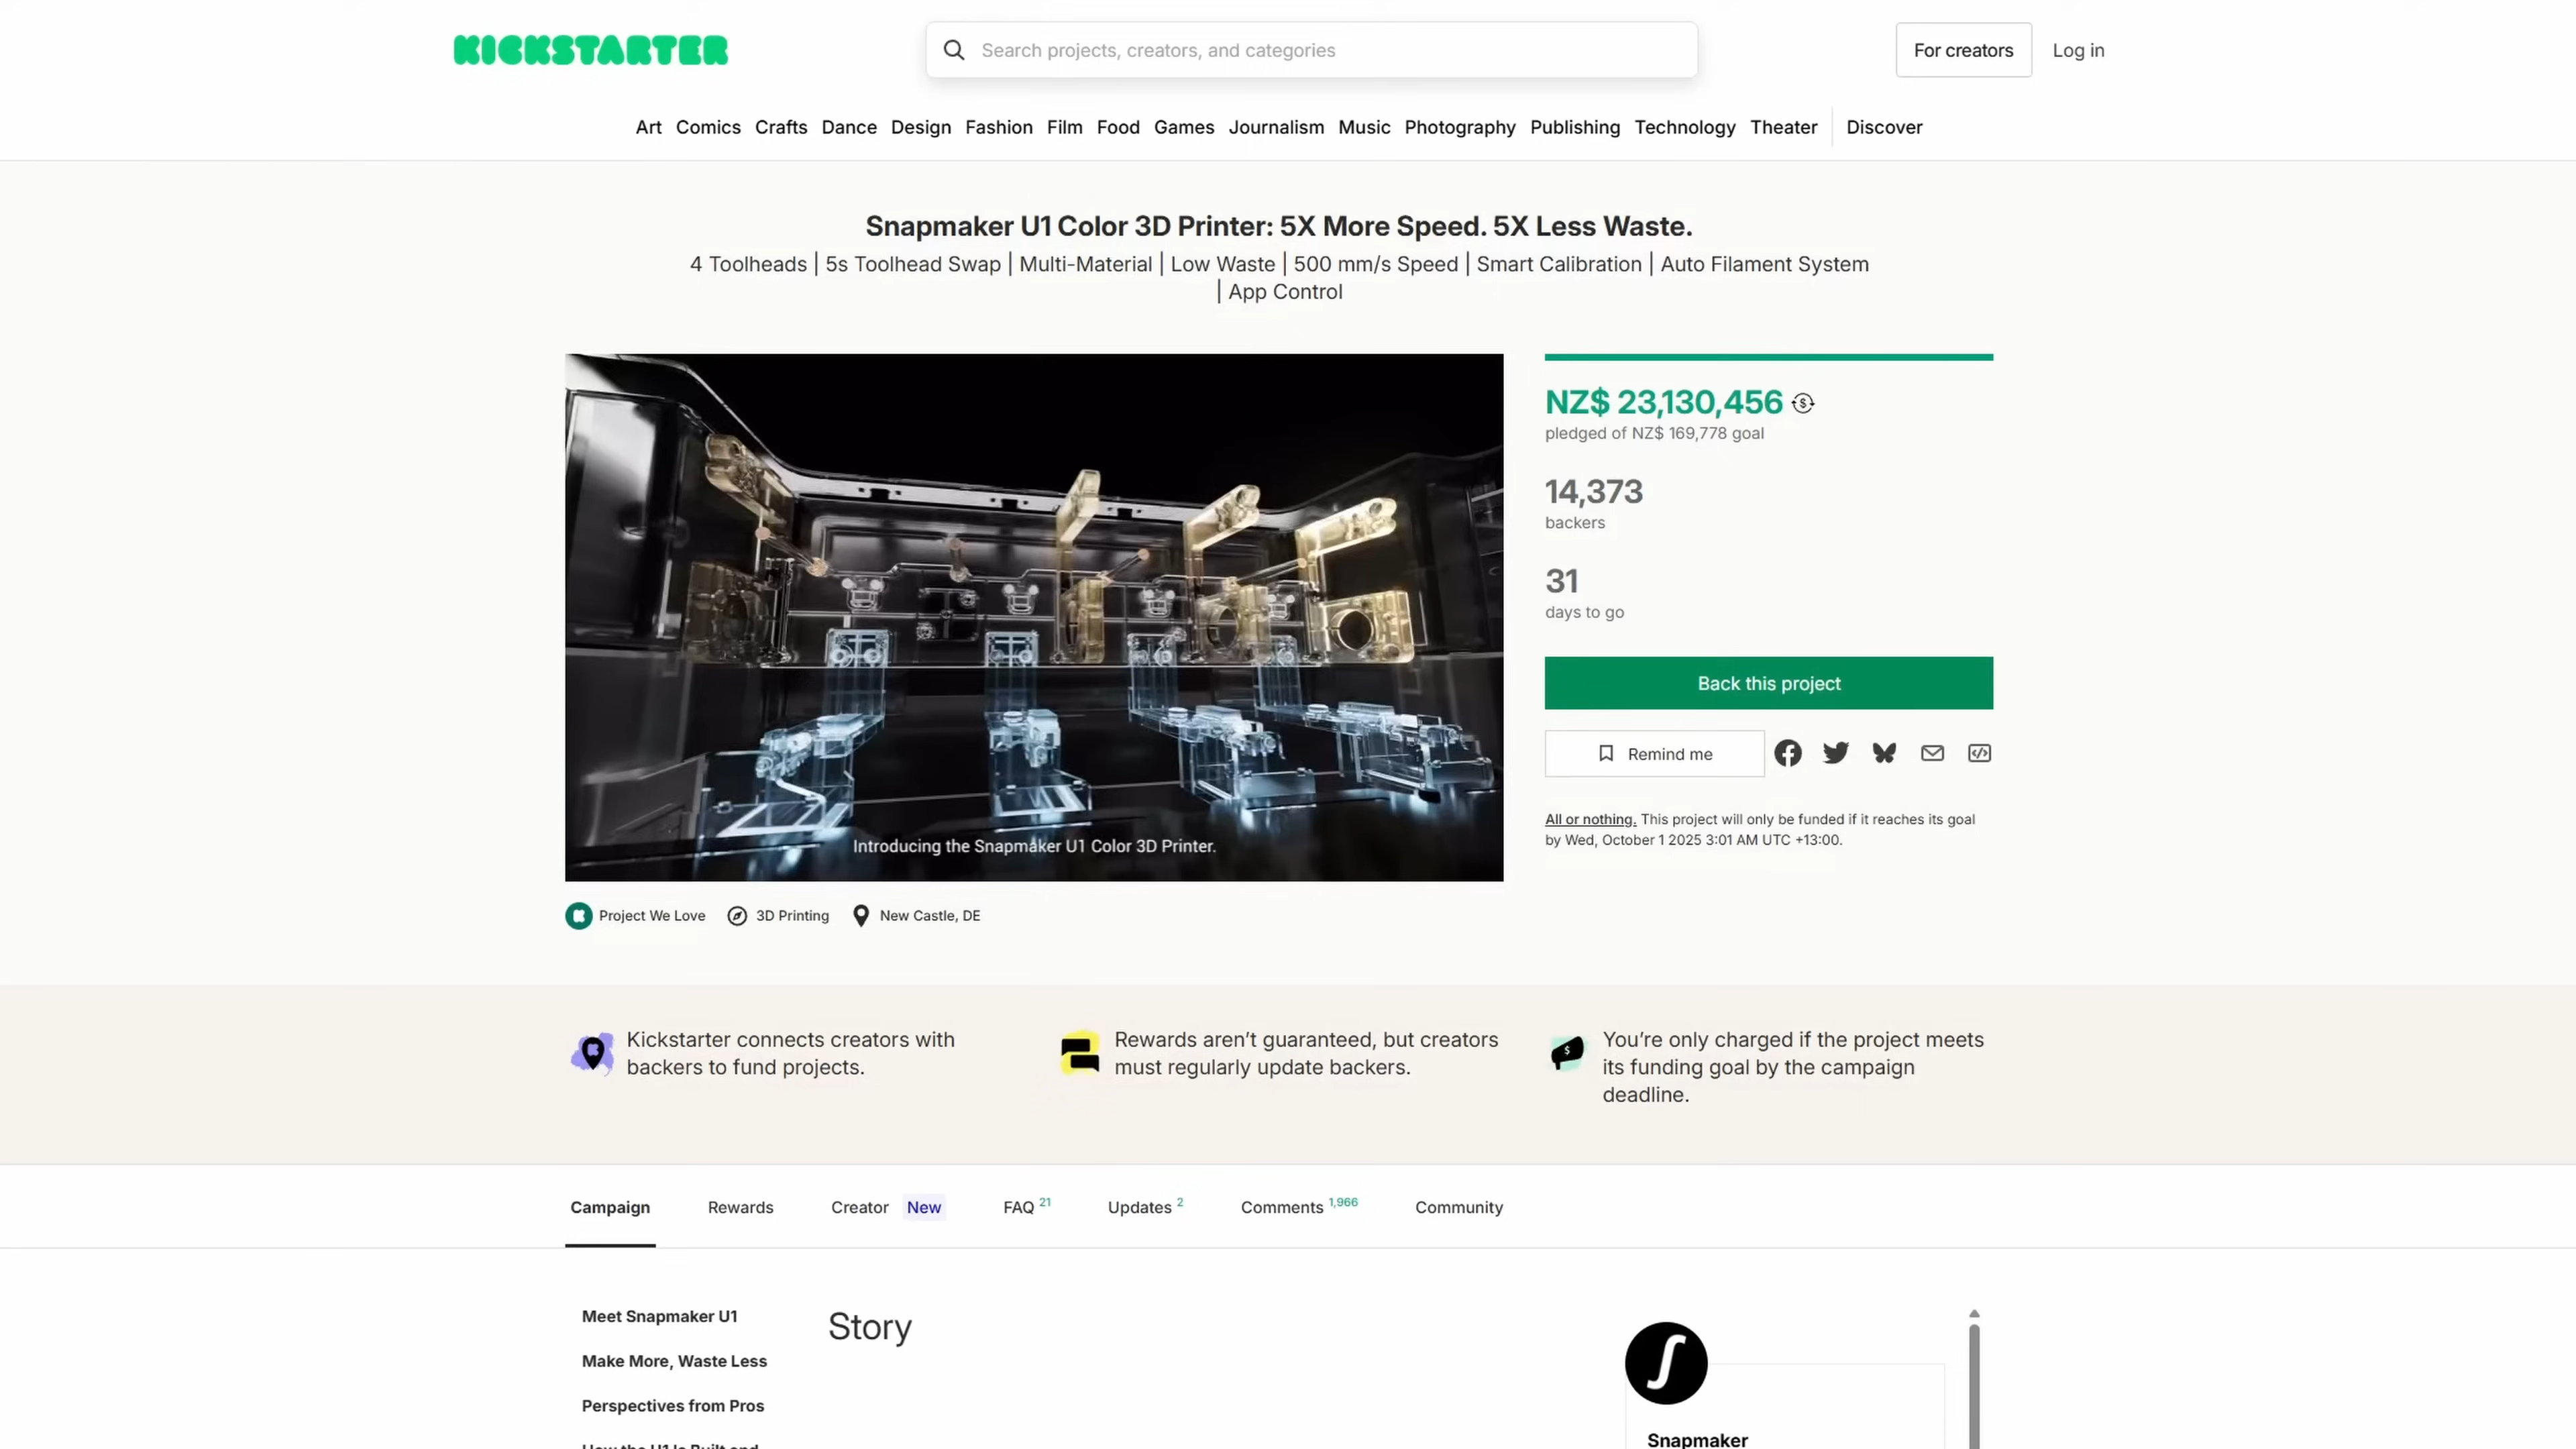 KICKSTARTER
Search projects, creators, and categories
For creators
Log in
Art Comics Crafts Dance Design Fashion Film Food Games Journalism Music Photography Publishing Technology Theater Discover
Snapmaker U1 Color 3D Printer: 5X More Speed. 5X Less Waste.
4 Toolheads | 5s Toolhead Swap | Multi-Material | Low Waste | 500 mm/s Speed | Smart Calibration | Auto Filament System
| App Control
Introducing the Snapmaker U1 Color 3D Printer.
Project We Love
3D Printing
New Castle, DE
NZ$ 23,130,456
pledged of NZ$ 169,778 goal
14,373
backers
31
days to go
Back this project
Remind me
All or nothing. This project will only be funded if it reaches its goal
by Wed, October 1 2025 3:01 AM UTC +13:00.
Kickstarter connects creators with
backers to fund projects.
Rewards aren’t guaranteed, but creators
must regularly update backers.
You’re only charged if the project meets
its funding goal by the campaign
deadline.
Campaign
Rewards
Creator New
FAQ 21
Updates 2
Comments 1,966
Community
Meet Snapmaker U1
Make More, Waste Less
Perspectives from Pros
How the U1 Is Built and
Story
Snapmaker